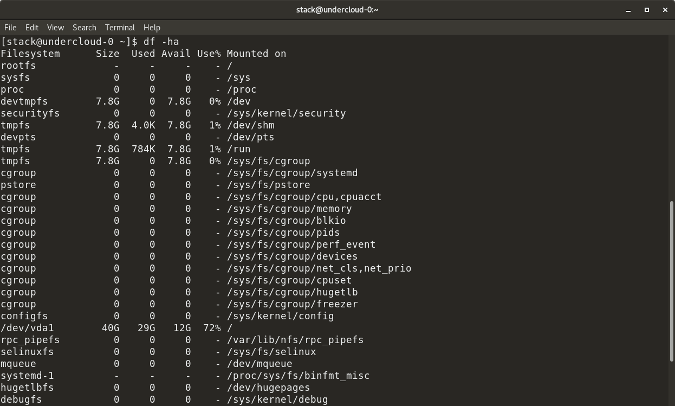 stack@undercloud-0:~
File Edit View Search Terminal Help
[stack@undercloud-0 ~]$ df -ha
Filesystem Size Used Avail Use% Mounted on
rootfs - - - - /
sysfs 0 0 0 - /sys
proc 0 0 0 - /proc
devtmpfs 7.8G 0 7.8G 0% /dev
securityfs 0 0 0 - /sys/kernel/security
tmpfs 7.8G 4.0K 7.8G 1% /dev/shm
devpts 0 0 0 - /dev/pts
tmpfs 7.8G 784K 7.8G 1% /run
tmpfs 7.8G 0 7.8G 0% /sys/fs/cgroup
cgroup 0 0 0 - /sys/fs/cgroup/systemd
pstore 0 0 0 - /sys/fs/pstore
cgroup 0 0 0 - /sys/fs/cgroup/cpu,cpuacct
cgroup 0 0 0 - /sys/fs/cgroup/memory
cgroup 0 0 0 - /sys/fs/cgroup/blkio
cgroup 0 0 0 - /sys/fs/cgroup/pids
cgroup 0 0 0 - /sys/fs/cgroup/perf_event
cgroup 0 0 0 - /sys/fs/cgroup/devices
cgroup 0 0 0 - /sys/fs/cgroup/net_cls,net_prio
cgroup 0 0 0 - /sys/fs/cgroup/cpuset
cgroup 0 0 0 - /sys/fs/cgroup/hugetlb
cgroup 0 0 0 - /sys/fs/cgroup/freezer
configfs 0 0 0 - /sys/kernel/config
/dev/vda1 40G 29G 12G 72% /
rpc_pipefs 0 0 0 - /var/lib/nfs/rpc_pipefs
selinuxfs 0 0 0 - /sys/fs/selinux
mqueue 0 0 0 - /dev/mqueue
systemd-1 - - - - /proc/sys/fs/binfmt_misc
hugetlbfs 0 0 0 - /dev/hugepages
debugfs 0 0 0 - /sys/kernel/debug